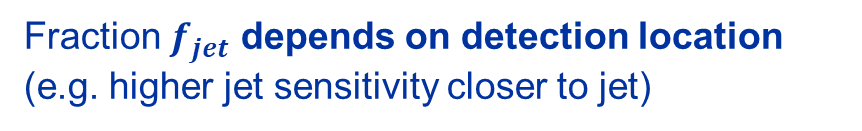 Fraction f_jet depends on detection location
(e.g. higher jet sensitivity closer to jet)